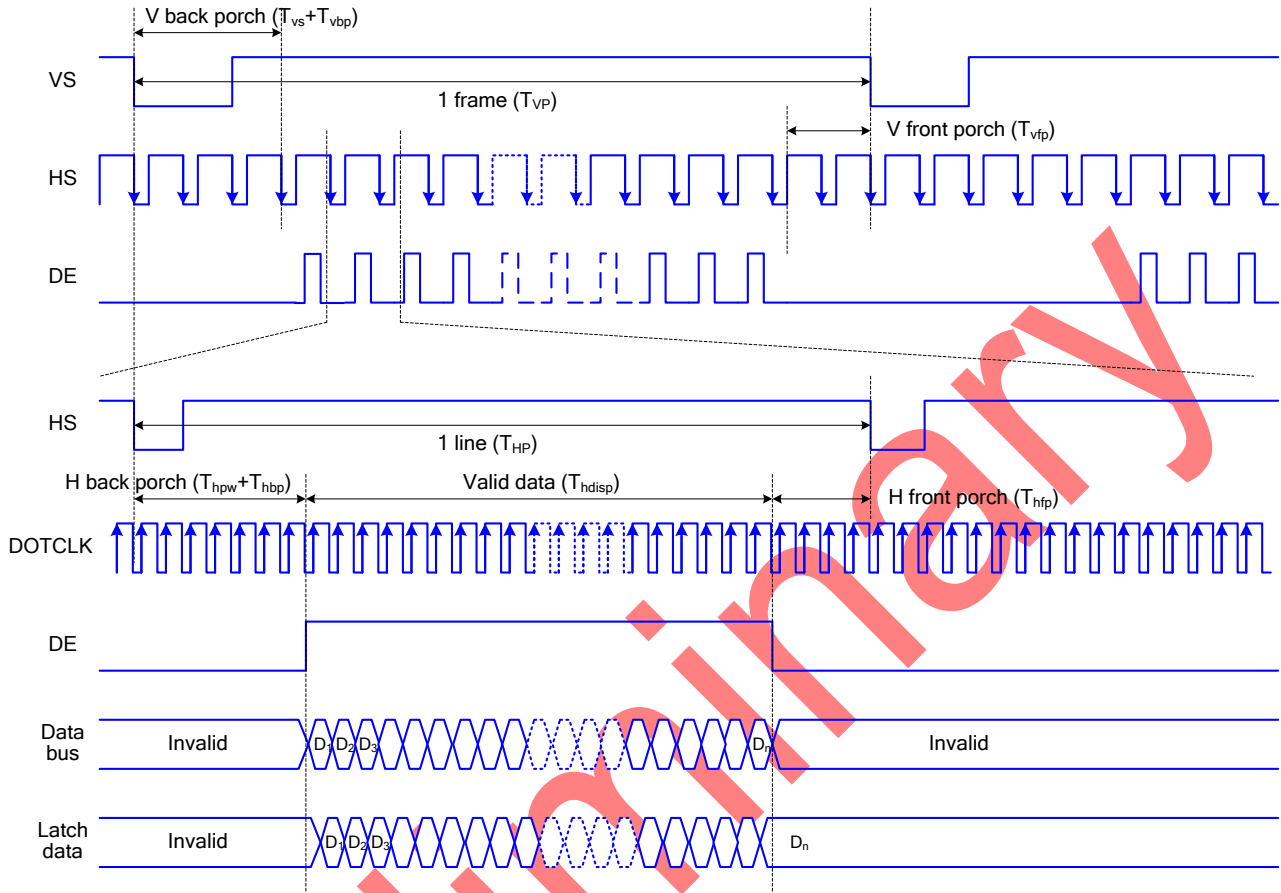 V back porch (Tvs+Tvbp)
VS
1 frame (TVP)
V front porch (Tvfp)
HS
DE
HS
1 line (THP)
H back porch (Thpw+Thbp)
Valid data (Thdisp)
H front porch (Thfp)
DOTCLK
DE
Data
bus
Invalid
D1 D2 D3
Dn
Invalid
Latch
data
Invalid
D1 D2 D3
Dn